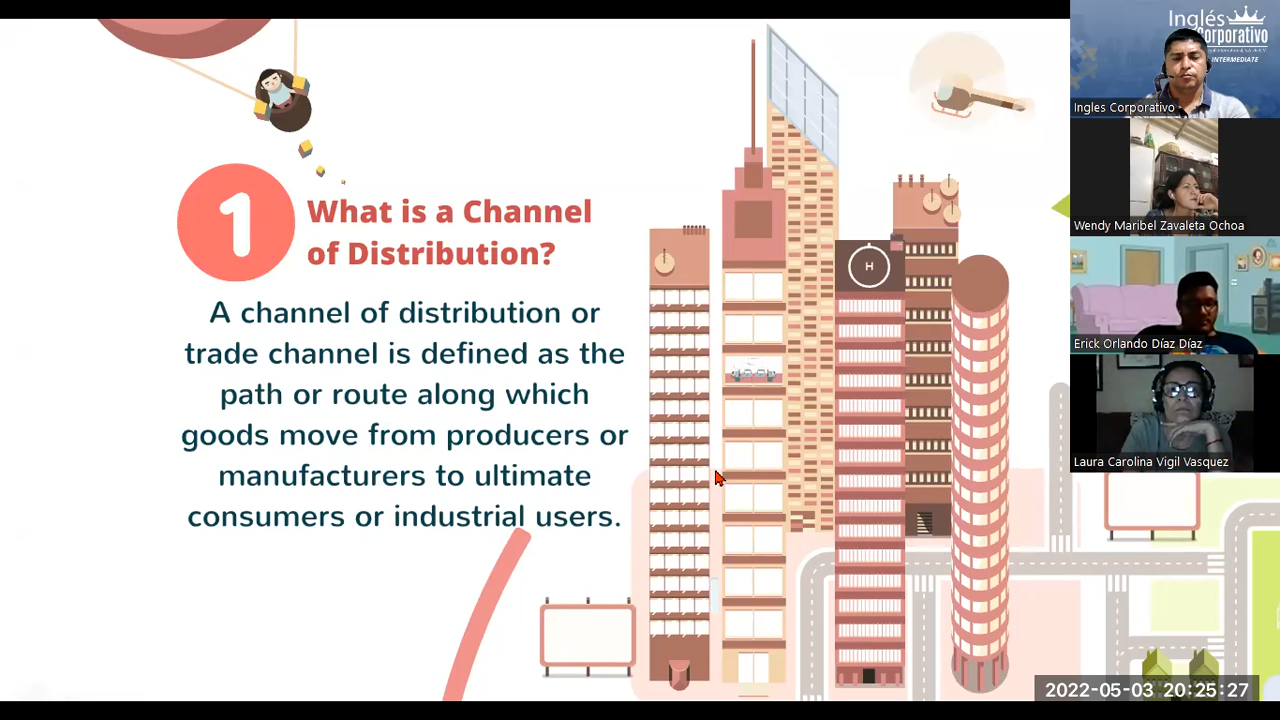 1
What is a Channel
of Distribution?
A channel of distribution or
trade channel is defined as the
path or route along which
goods move from producers or
manufacturers to ultimate
consumers or industrial users.
H
Inglés
Corporativo
INTERMEDIATE
Ingles Corporativo
Wendy Maribel Zavaleta Ochoa
Erick Orlando Díaz Díaz
Laura Carolina Vigil Vasquez
2022-05-03 20:25:27